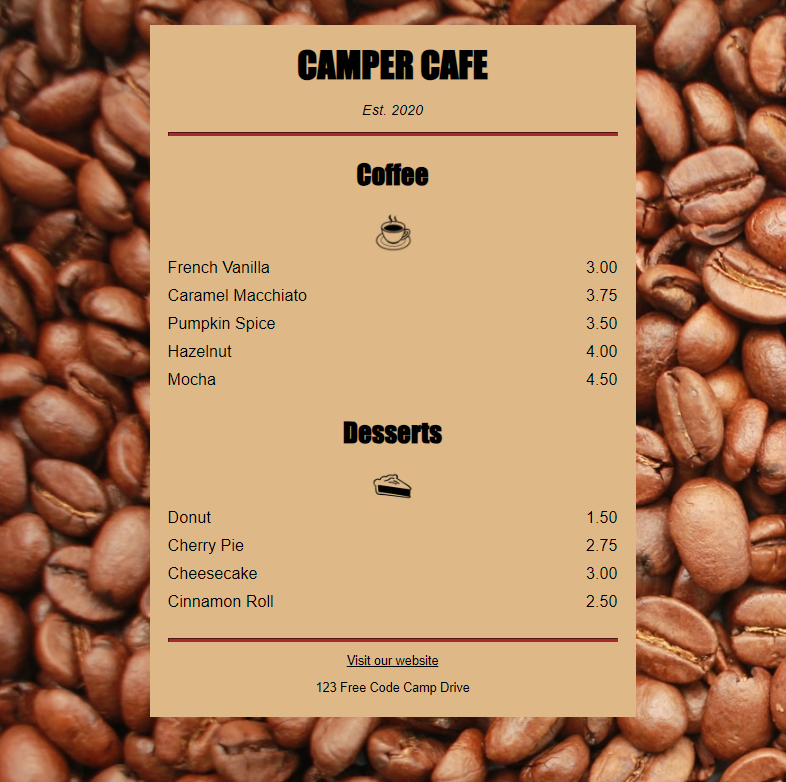 CAMPER CAFE
Est. 2020
Coffee
French Vanilla 3.00
Caramel Macchiato 3.75
Pumpkin Spice 3.50
Hazelnut 4.00
Mocha 4.50
Desserts
Donut 1.50
Cherry Pie 2.75
Cheesecake 3.00
Cinnamon Roll 2.50
Visit our website
123 Free Code Camp Drive